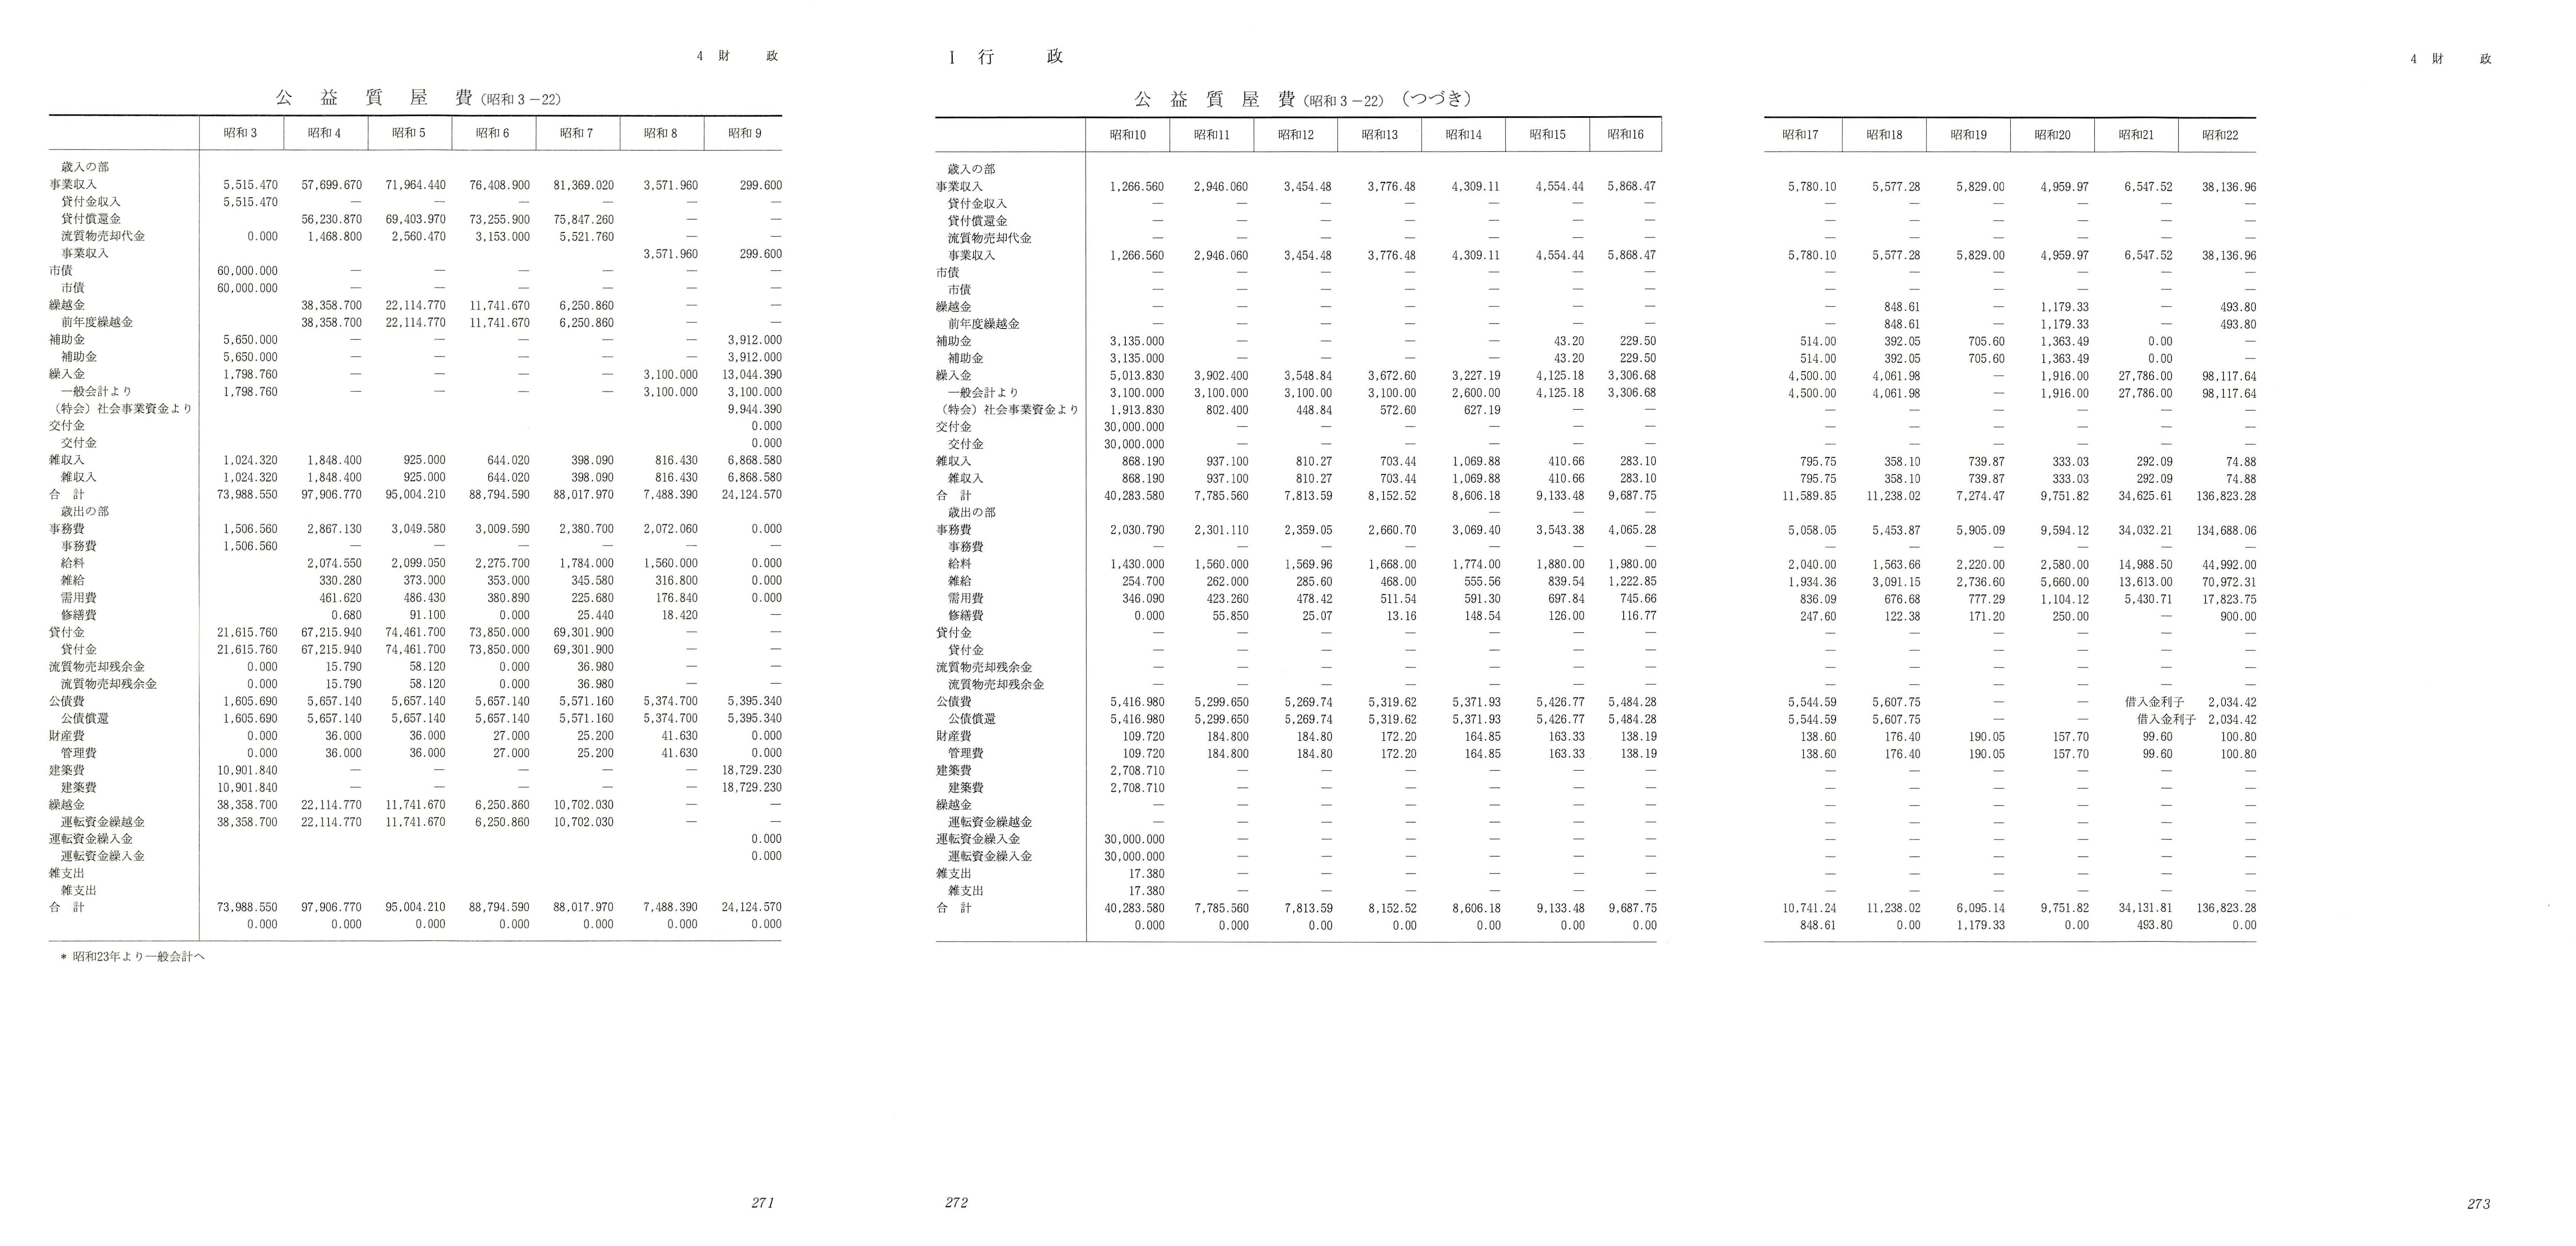 4 財 政
公益質屋費(昭和3-22)
昭和3 昭和4 昭和5 昭和6 昭和7 昭和8 昭和9
歳入の部
事業収入 5,515.470 57,699.670 71,964.440 76,408.900 81,369.020 3,571.960 299.600
貸付金収入 5,515.470 — — — — — —
貸付償還金 56,230.870 69,403.970 73,255.900 75,847.260 — —
流質物売却代金 0.000 1,468.800 2,560.470 3,153.000 5,521.760 — —
事業収入 3,571.960 299.600
市債 60,000.000 — — — — — —
市債 60,000.000 — — — — — —
繰越金 38,358.700 22,114.770 11,741.670 6,250.860 — —
前年度繰越金 38,358.700 22,114.770 11,741.670 6,250.860 — —
補助金 5,650.000 — — — — — 3,912.000
補助金 5,650.000 — — — — — 3,912.000
繰入金 1,798.760 — — — — 3,100.000 13,044.390
一般会計より 1,798.760 — — — — 3,100.000 3,100.000
(特会)社会事業資金より 9,944.390
交付金 0.000
交付金 0.000
雑収入 1,024.320 1,848.400 925.000 644.020 398.090 816.430 6,868.580
雑収入 1,024.320 1,848.400 925.000 644.020 398.090 816.430 6,868.580
合 計 73,988.550 97,906.770 95,004.210 88,794.590 88,017.970 7,488.390 24,124.570
歳出の部
事務費 1,506.560 2,867.130 3,049.580 3,009.590 2,380.700 2,072.060 0.000
事務費 1,506.560 — — — — — —
給料 2,074.550 2,099.050 2,275.700 1,784.000 1,560.000 0.000
雑給 330.280 373.000 353.000 345.580 316.800 0.000
需用費 461.620 486.430 380.890 225.680 176.840 0.000
修繕費 0.680 91.100 0.000 25.440 18.420 —
貸付金 21,615.760 67,215.940 74,461.700 73,850.000 69,301.900 — —
貸付金 21,615.760 67,215.940 74,461.700 73,850.000 69,301.900 — —
流質物売却残余金 0.000 15.790 58.120 0.000 36.980 — —
流質物売却残余金 0.000 15.790 58.120 0.000 36.980 — —
公債費 1,605.690 5,657.140 5,657.140 5,657.140 5,571.160 5,374.700 5,395.340
公債償還 1,605.690 5,657.140 5,657.140 5,657.140 5,571.160 5,374.700 5,395.340
財産費 0.000 36.000 36.000 27.000 25.200 41.630 0.000
管理費 0.000 36.000 36.000 27.000 25.200 41.630 0.000
建築費 10,901.840 — — — — — 18,729.230
建築費 10,901.840 — — — — — 18,729.230
繰越金 38,358.700 22,114.770 11,741.670 6,250.860 10,702.030 — —
運転資金繰越金 38,358.700 22,114.770 11,741.670 6,250.860 10,702.030 — —
運転資金繰入金 0.000
運転資金繰入金 0.000
雑支出
雑支出
合 計 73,988.550 97,906.770 95,004.210 88,794.590 88,017.970 7,488.390 24,124.570
0.000 0.000 0.000 0.000 0.000 0.000 0.000
* 昭和23年より一般会計へ
271
I 行 政
公益質屋費(昭和3-22)(つづき)
昭和10 昭和11 昭和12 昭和13 昭和14 昭和15 昭和16
歳入の部
事業収入 1,266.560 2,946.060 3,454.48 3,776.48 4,309.11 4,554.44 5,868.47
貸付金収入 — — — — — — —
貸付償還金 — — — — — — —
流質物売却代金 — — — — — — —
事業収入 1,266.560 2,946.060 3,454.48 3,776.48 4,309.11 4,554.44 5,868.47
市債 — — — — — — —
市債 — — — — — — —
繰越金 — — — — — — —
前年度繰越金 — — — — — — —
補助金 3,135.000 — — — — 43.20 229.50
補助金 3,135.000 — — — — 43.20 229.50
繰入金 5,013.830 3,902.400 3,548.84 3,672.60 3,227.19 4,125.18 3,306.68
一般会計より 3,100.000 3,100.000 3,100.00 3,100.00 2,600.00 4,125.18 3,306.68
(特会)社会事業資金より 1,913.830 802.400 448.84 572.60 627.19 — —
交付金 30,000.000 — — — — — —
交付金 30,000.000 — — — — — —
雑収入 868.190 937.100 810.27 703.44 1,069.88 410.66 283.10
雑収入 868.190 937.100 810.27 703.44 1,069.88 410.66 283.10
合 計 40,283.580 7,785.560 7,813.59 8,152.52 8,606.18 9,133.48 9,687.75
歳出の部 — — —
事務費 2,030.790 2,301.110 2,359.05 2,660.70 3,069.40 3,543.38 4,065.28
事務費 — — — — — — —
給料 1,430.000 1,560.000 1,569.96 1,668.00 1,774.00 1,880.00 1,980.00
雑給 254.700 262.000 285.60 468.00 555.56 839.54 1,222.85
需用費 346.090 423.260 478.42 511.54 591.30 697.84 745.66
修繕費 0.000 55.850 25.07 13.16 148.54 126.00 116.77
貸付金 — — — — — — —
貸付金 — — — — — — —
流質物売却残余金 — — — — — — —
流質物売却残余金 — — — — — — —
公債費 5,416.980 5,299.650 5,269.74 5,319.62 5,371.93 5,426.77 5,484.28
公債償還 5,416.980 5,299.650 5,269.74 5,319.62 5,371.93 5,426.77 5,484.28
財産費 109.720 184.800 184.80 172.20 164.85 163.33 138.19
管理費 109.720 184.800 184.80 172.20 164.85 163.33 138.19
建築費 2,708.710 — — — — — —
建築費 2,708.710 — — — — — —
繰越金 — — — — — — —
運転資金繰越金 — — — — — — —
運転資金繰入金 30,000.000 — — — — — —
運転資金繰入金 30,000.000 — — — — — —
雑支出 17.380 — — — — — —
雑支出 17.380 — — — — — —
合 計 40,283.580 7,785.560 7,813.59 8,152.52 8,606.18 9,133.48 9,687.75
0.000 0.000 0.00 0.00 0.00 0.00 0.00
272
4 財 政
昭和17 昭和18 昭和19 昭和20 昭和21 昭和22
5,780.10 5,577.28 5,829.00 4,959.97 6,547.52 38,136.96
— — — — — —
— — — — — —
— — — — — —
5,780.10 5,577.28 5,829.00 4,959.97 6,547.52 38,136.96
— — — — — —
— — — — — —
— 848.61 — 1,179.33 — 493.80
— 848.61 — 1,179.33 — 493.80
514.00 392.05 705.60 1,363.49 0.00 —
514.00 392.05 705.60 1,363.49 0.00 —
4,500.00 4,061.98 — 1,916.00 27,786.00 98,117.64
4,500.00 4,061.98 — 1,916.00 27,786.00 98,117.64
— — — — — —
— — — — — —
— — — — — —
795.75 358.10 739.87 333.03 292.09 74.88
795.75 358.10 739.87 333.03 292.09 74.88
11,589.85 11,238.02 7,274.47 9,751.82 34,625.61 136,823.28
5,058.05 5,453.87 5,905.09 9,594.12 34,032.21 134,688.06
— — — — — —
2,040.00 1,563.66 2,220.00 2,580.00 14,988.50 44,992.00
1,934.36 3,091.15 2,736.60 5,660.00 13,613.00 70,972.31
836.09 676.68 777.29 1,104.12 5,430.71 17,823.75
247.60 122.38 171.20 250.00 — 900.00
— — — — — —
— — — — — —
— — — — — —
— — — — — —
5,544.59 5,607.75 — — 借入金利子 2,034.42
5,544.59 5,607.75 — — 借入金利子 2,034.42
138.60 176.40 190.05 157.70 99.60 100.80
138.60 176.40 190.05 157.70 99.60 100.80
— — — — — —
— — — — — —
— — — — — —
— — — — — —
— — — — — —
— — — — — —
— — — — — —
— — — — — —
10,741.24 11,238.02 6,095.14 9,751.82 34,131.81 136,823.28
848.61 0.00 1,179.33 0.00 493.80 0.00
273